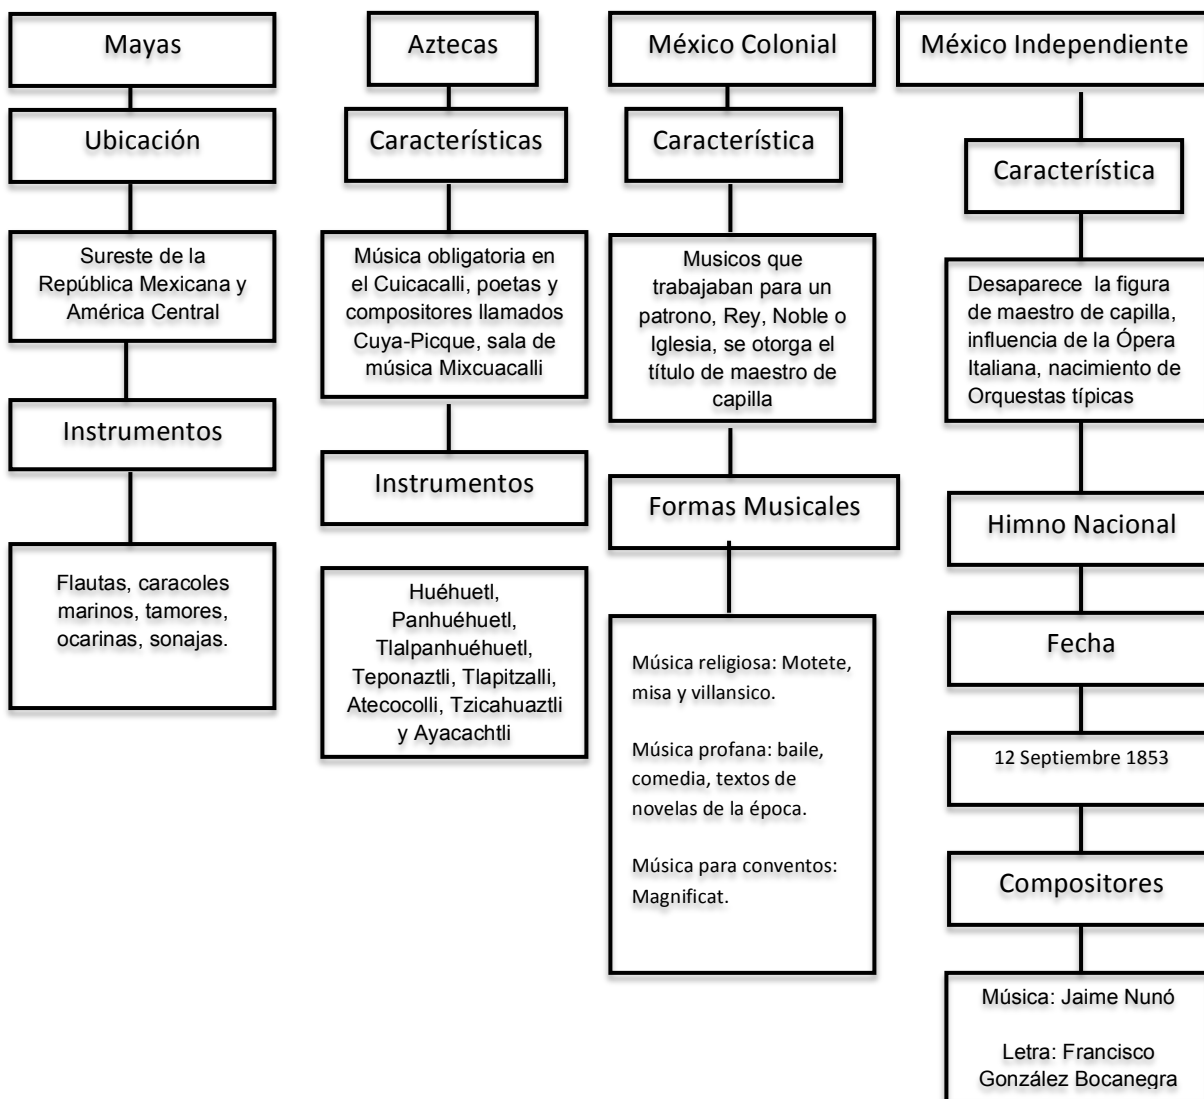 Mayas
Ubicación
Sureste de la
República Mexicana y
América Central
Instrumentos
Flautas, caracoles
marinos, tamores,
ocarinas, sonajas.
Aztecas
Características
Música obligatoria en
el Cuicacalli, poetas y
compositores llamados
Cuya-Picque, sala de
música Mixcuacalli
Instrumentos
Huéhuetl,
Panhuéhuetl,
Tlalpanhuéhuetl,
Teponaztli, Tlapitzalli,
Atecocolli, Tzicahuaztli
y Ayacachtli
México Colonial
Característica
Musicos que
trabajaban para un
patrono, Rey, Noble o
Iglesia, se otorga el
título de maestro de
capilla
Formas Musicales
Música religiosa: Motete,
misa y villansico.
Música profana: baile,
comedia, textos de
novelas de la época.
Música para conventos:
Magnificat.
México Independiente
Característica
Desaparece la figura
de maestro de capilla,
influencia de la Ópera
Italiana, nacimiento de
Orquestas típicas
Himno Nacional
Fecha
12 Septiembre 1853
Compositores
Música: Jaime Nunó
Letra: Francisco
González Bocanegra